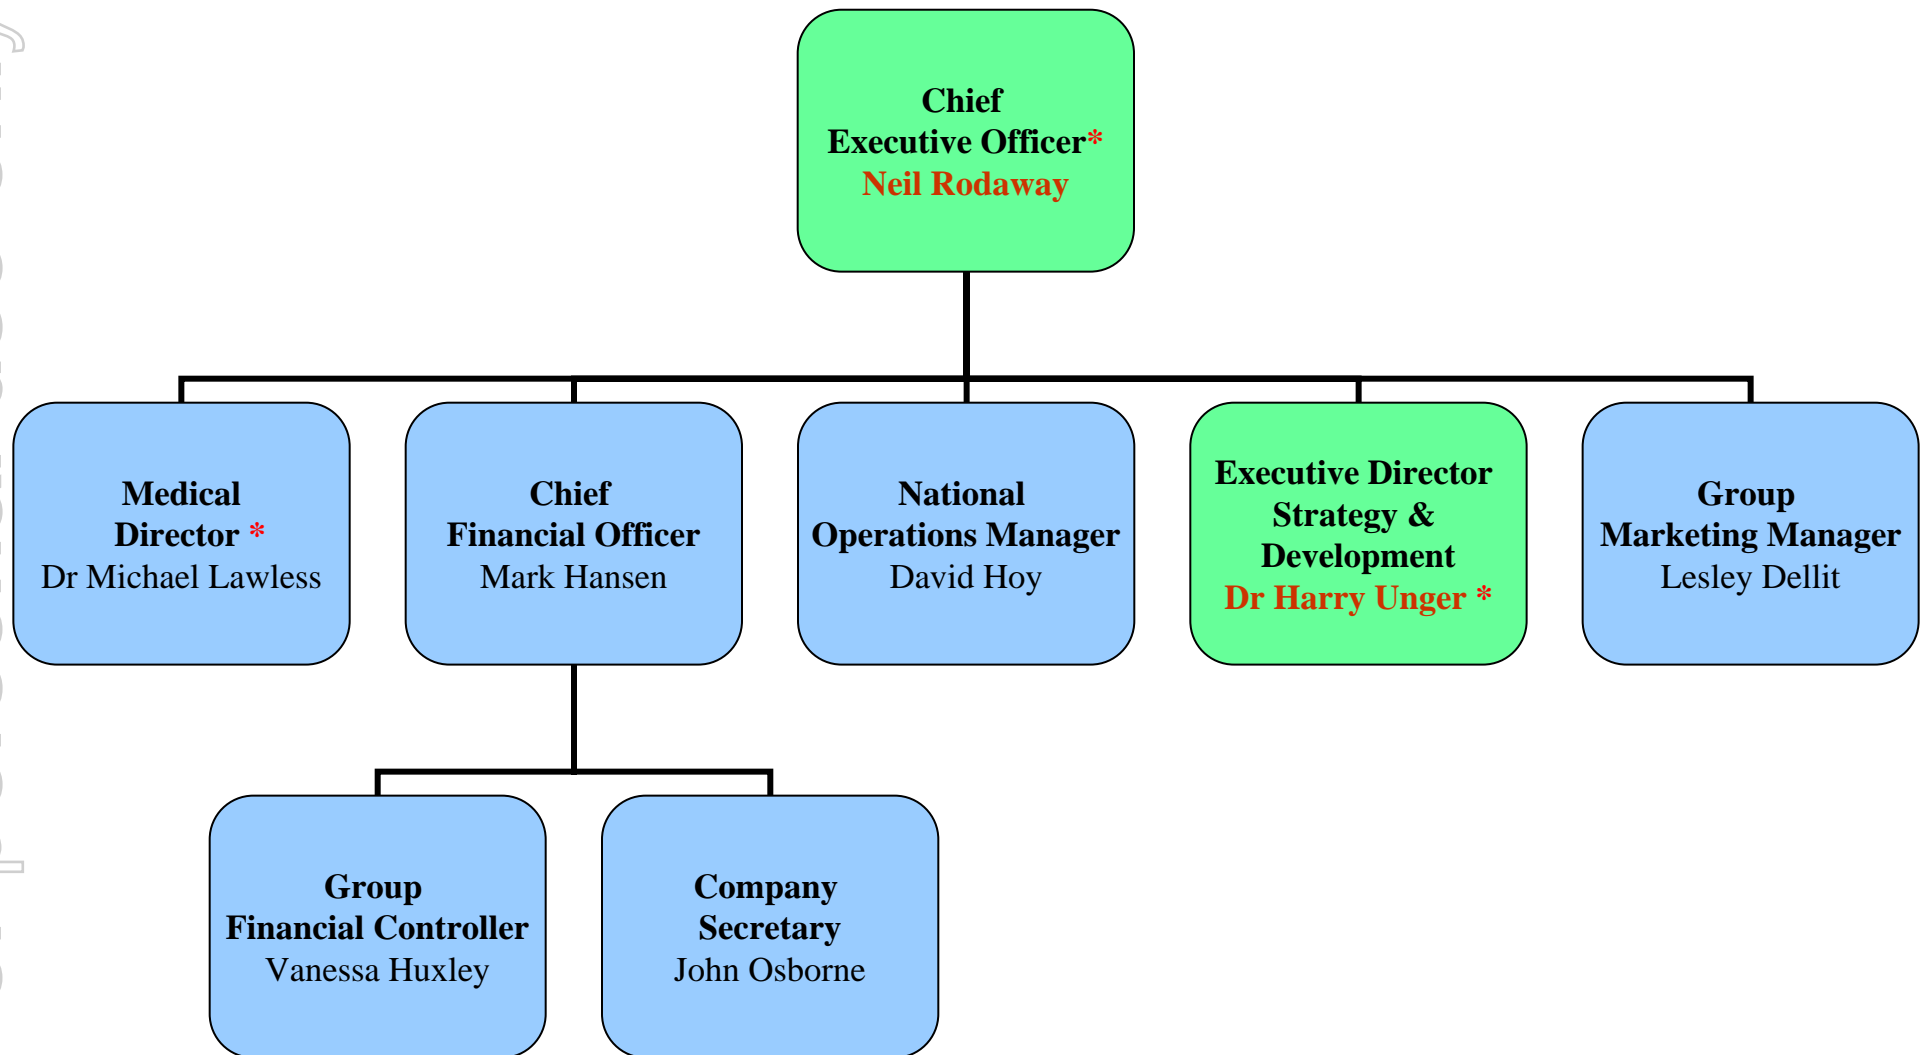 Chief
Executive Officer*
Neil Rodaway
Medical
Director *
Dr Michael Lawless
Chief
Financial Officer
Mark Hansen
National
Operations Manager
David Hoy
Executive Director
Strategy &
Development
Dr Harry Unger *
Group
Marketing Manager
Lesley Dellit
Group
Financial Controller
Vanessa Huxley
Company
Secretary
John Osborne